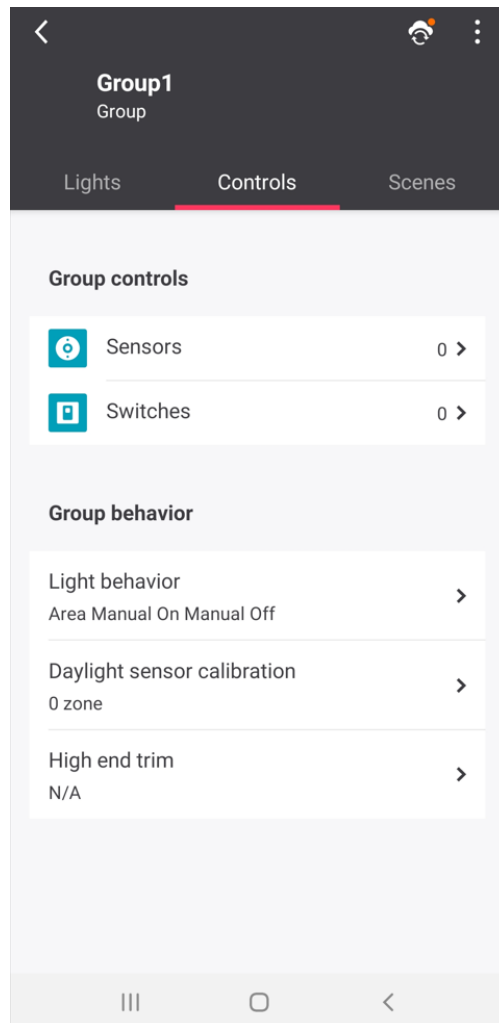 Group1
Group
Lights Controls Scenes
Group controls
Sensors 0
Switches 0
Group behavior
Light behavior
Area Manual On Manual Off
Daylight sensor calibration
0 zone
High end trim
N/A